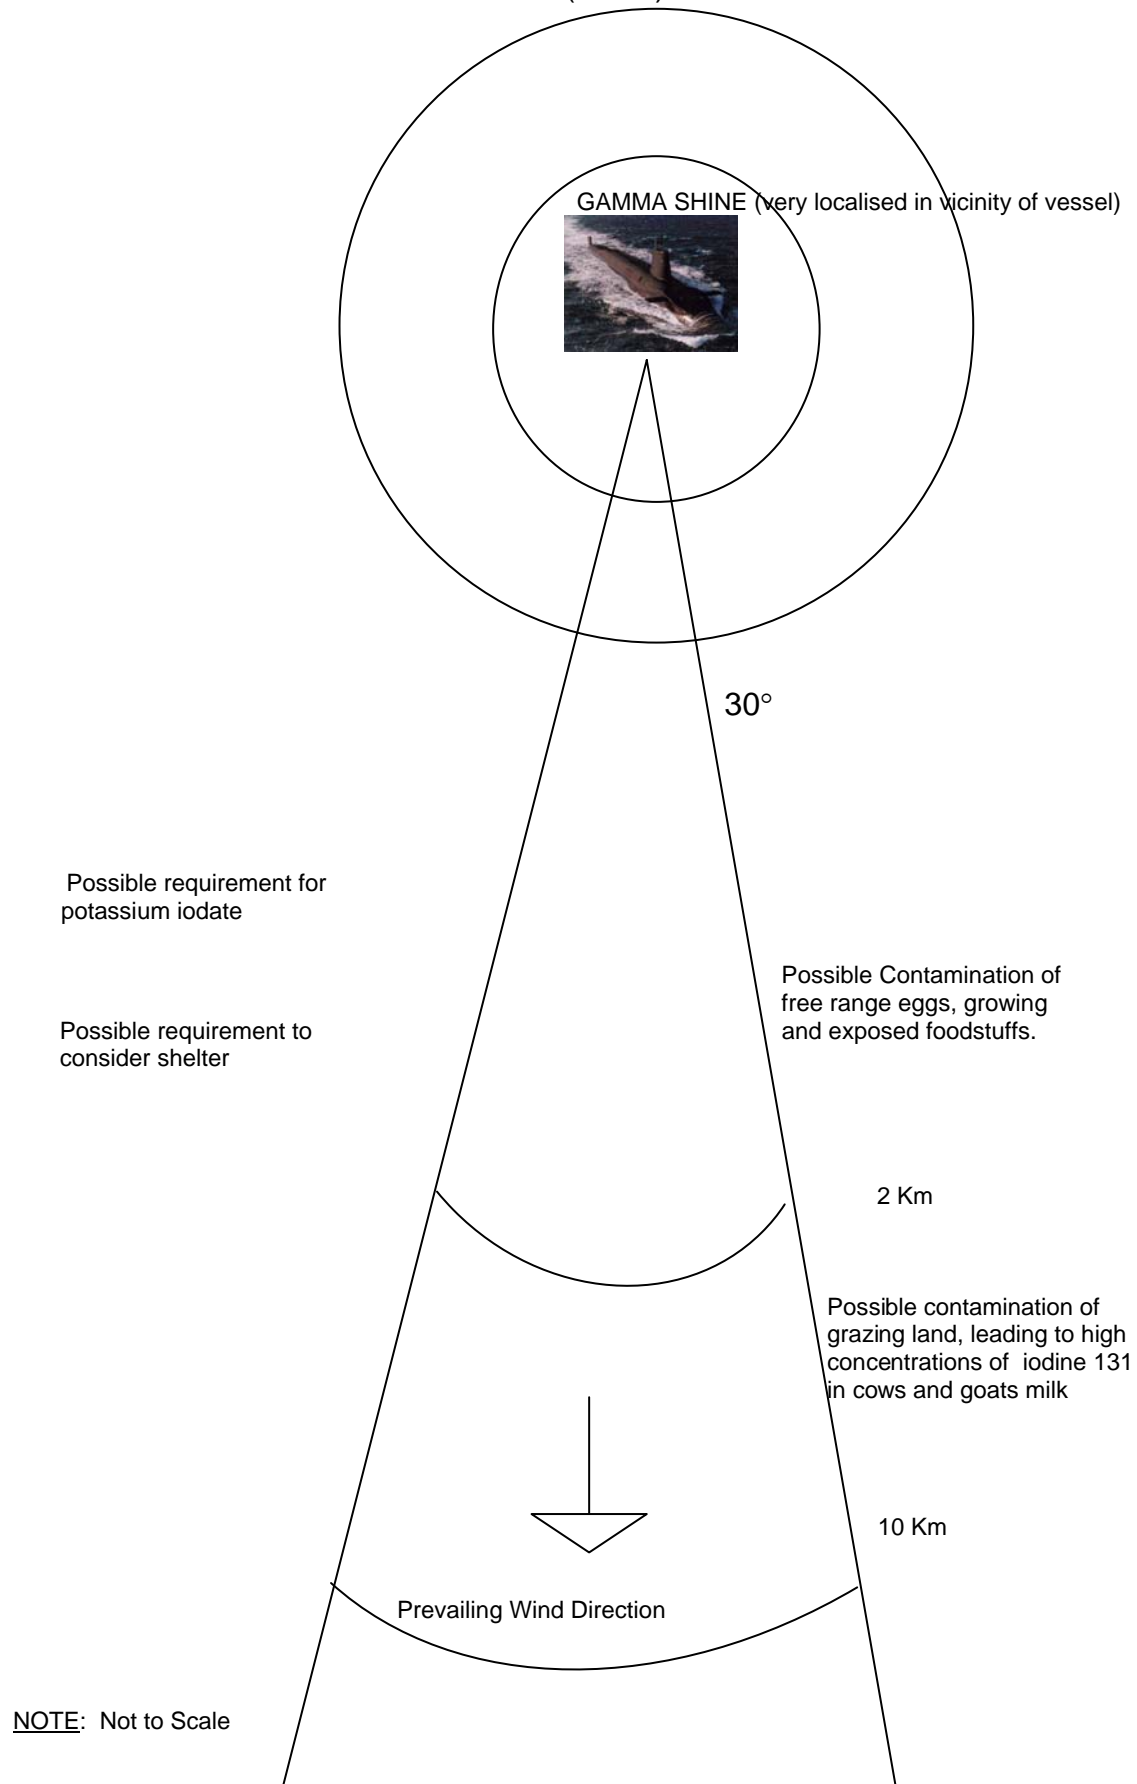 GAMMA SHINE (very localised in vicinity of vessel)
30°
Possible requirement for
potassium iodate
Possible Contamination of
free range eggs, growing
and exposed foodstuffs.
Possible requirement to
consider shelter
2 Km
Possible contamination of
grazing land, leading to high
concentrations of iodine 131
in cows and goats milk
10 Km
Prevailing Wind Direction
NOTE: Not to Scale